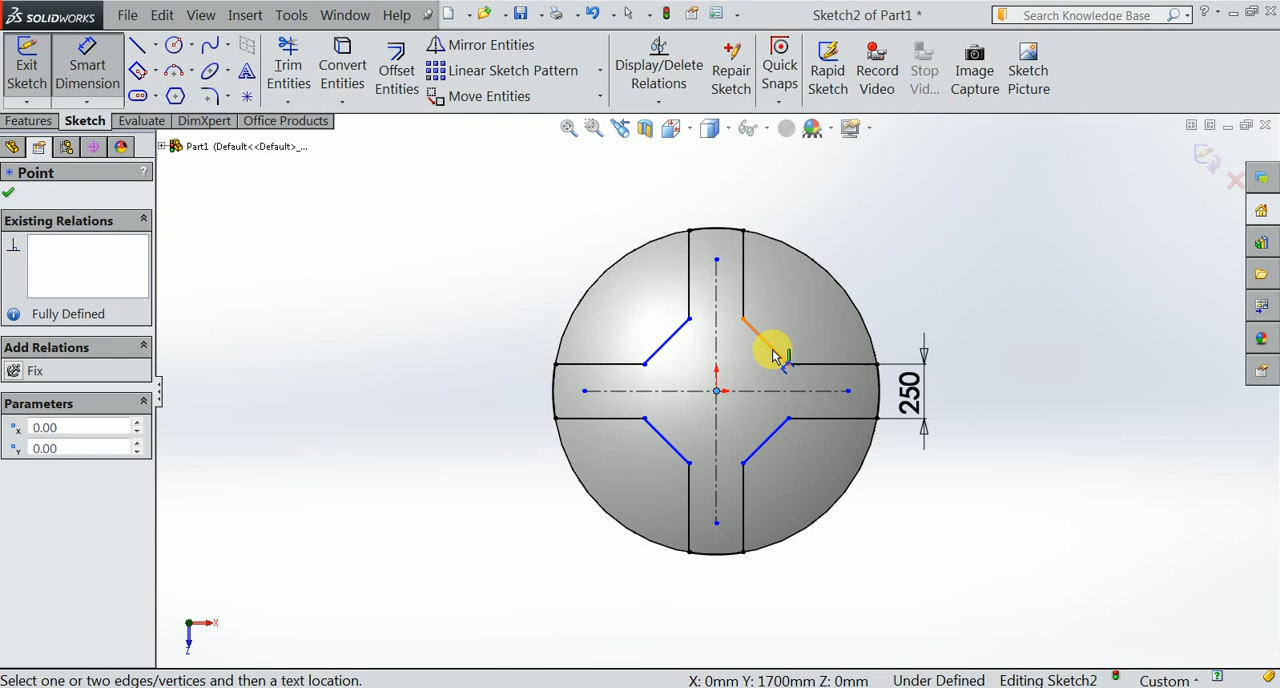 SOLIDWORKS File Edit View Insert Tools Window Help Sketch2 of Part1 * Search Knowledge Base ?
Exit Sketch
Smart Dimension
Trim Entities
Convert Entities
Offset Entities
Mirror Entities
Linear Sketch Pattern
Move Entities
Display/Delete Relations
Repair Sketch
Quick Snaps
Rapid Sketch
Record Video
Stop Vid...
Image Capture
Sketch Picture
Features Sketch Evaluate DimXpert Office Products
Part1 (Default<<Default>_...
Point ?
Existing Relations
Fully Defined
Add Relations
Fix
Parameters
x 0.00
y 0.00
250
X
Z
Select one or two edges/vertices and then a text location. X: 0mm Y: 1700mm Z: 0mm Under Defined Editing Sketch2 Custom ?